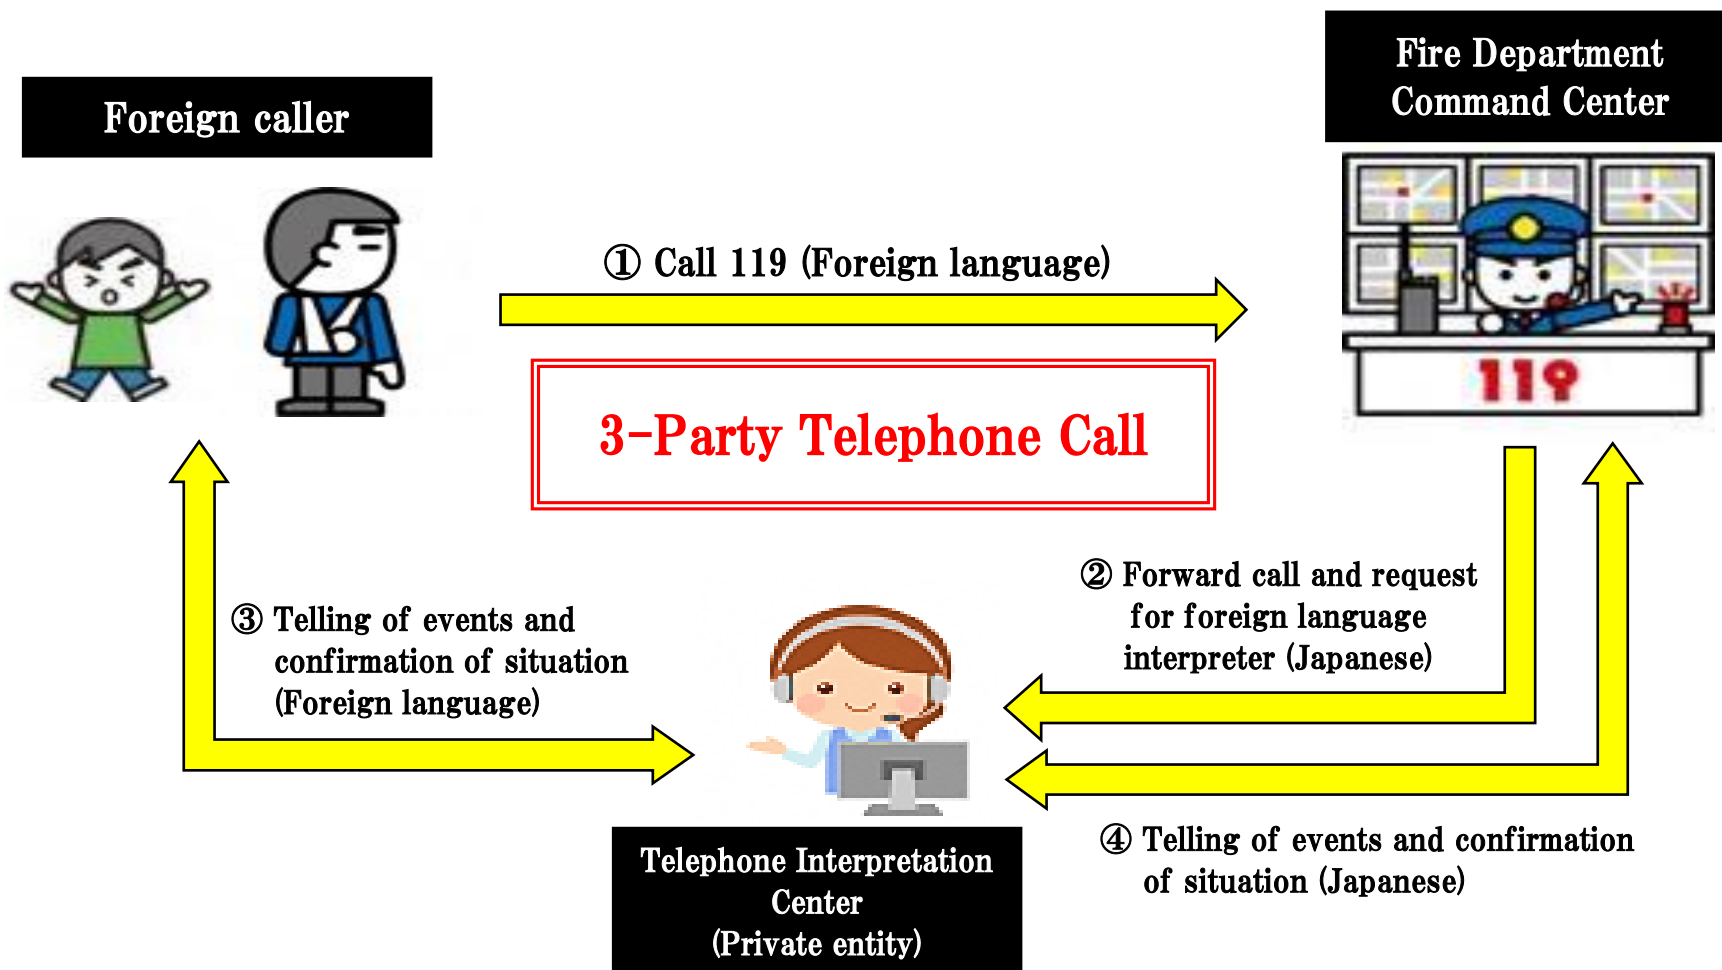 Foreign caller
Fire Department
Command Center
① Call 119 (Foreign language)
119
3-Party Telephone Call
② Forward call and request
for foreign language
interpreter (Japanese)
③ Telling of events and
confirmation of situation
(Foreign language)
④ Telling of events and confirmation
of situation (Japanese)
Telephone Interpretation
Center
(Private entity)